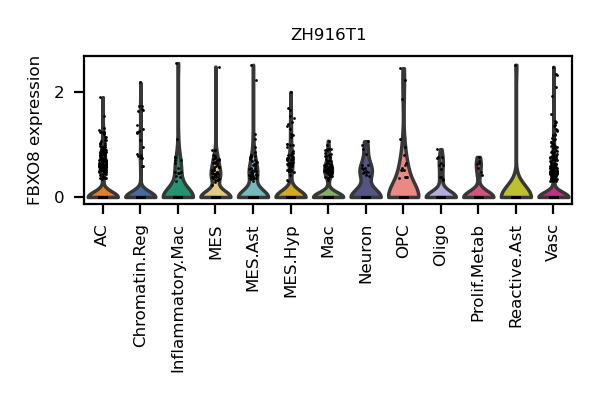 ZH916T1
FBXO8 expression
2
0
AC
Chromatin.Reg
Inflammatory.Mac
MES
MES.Ast
MES.Hyp
Mac
Neuron
OPC
Oligo
Prolif.Metab
Reactive.Ast
Vasc